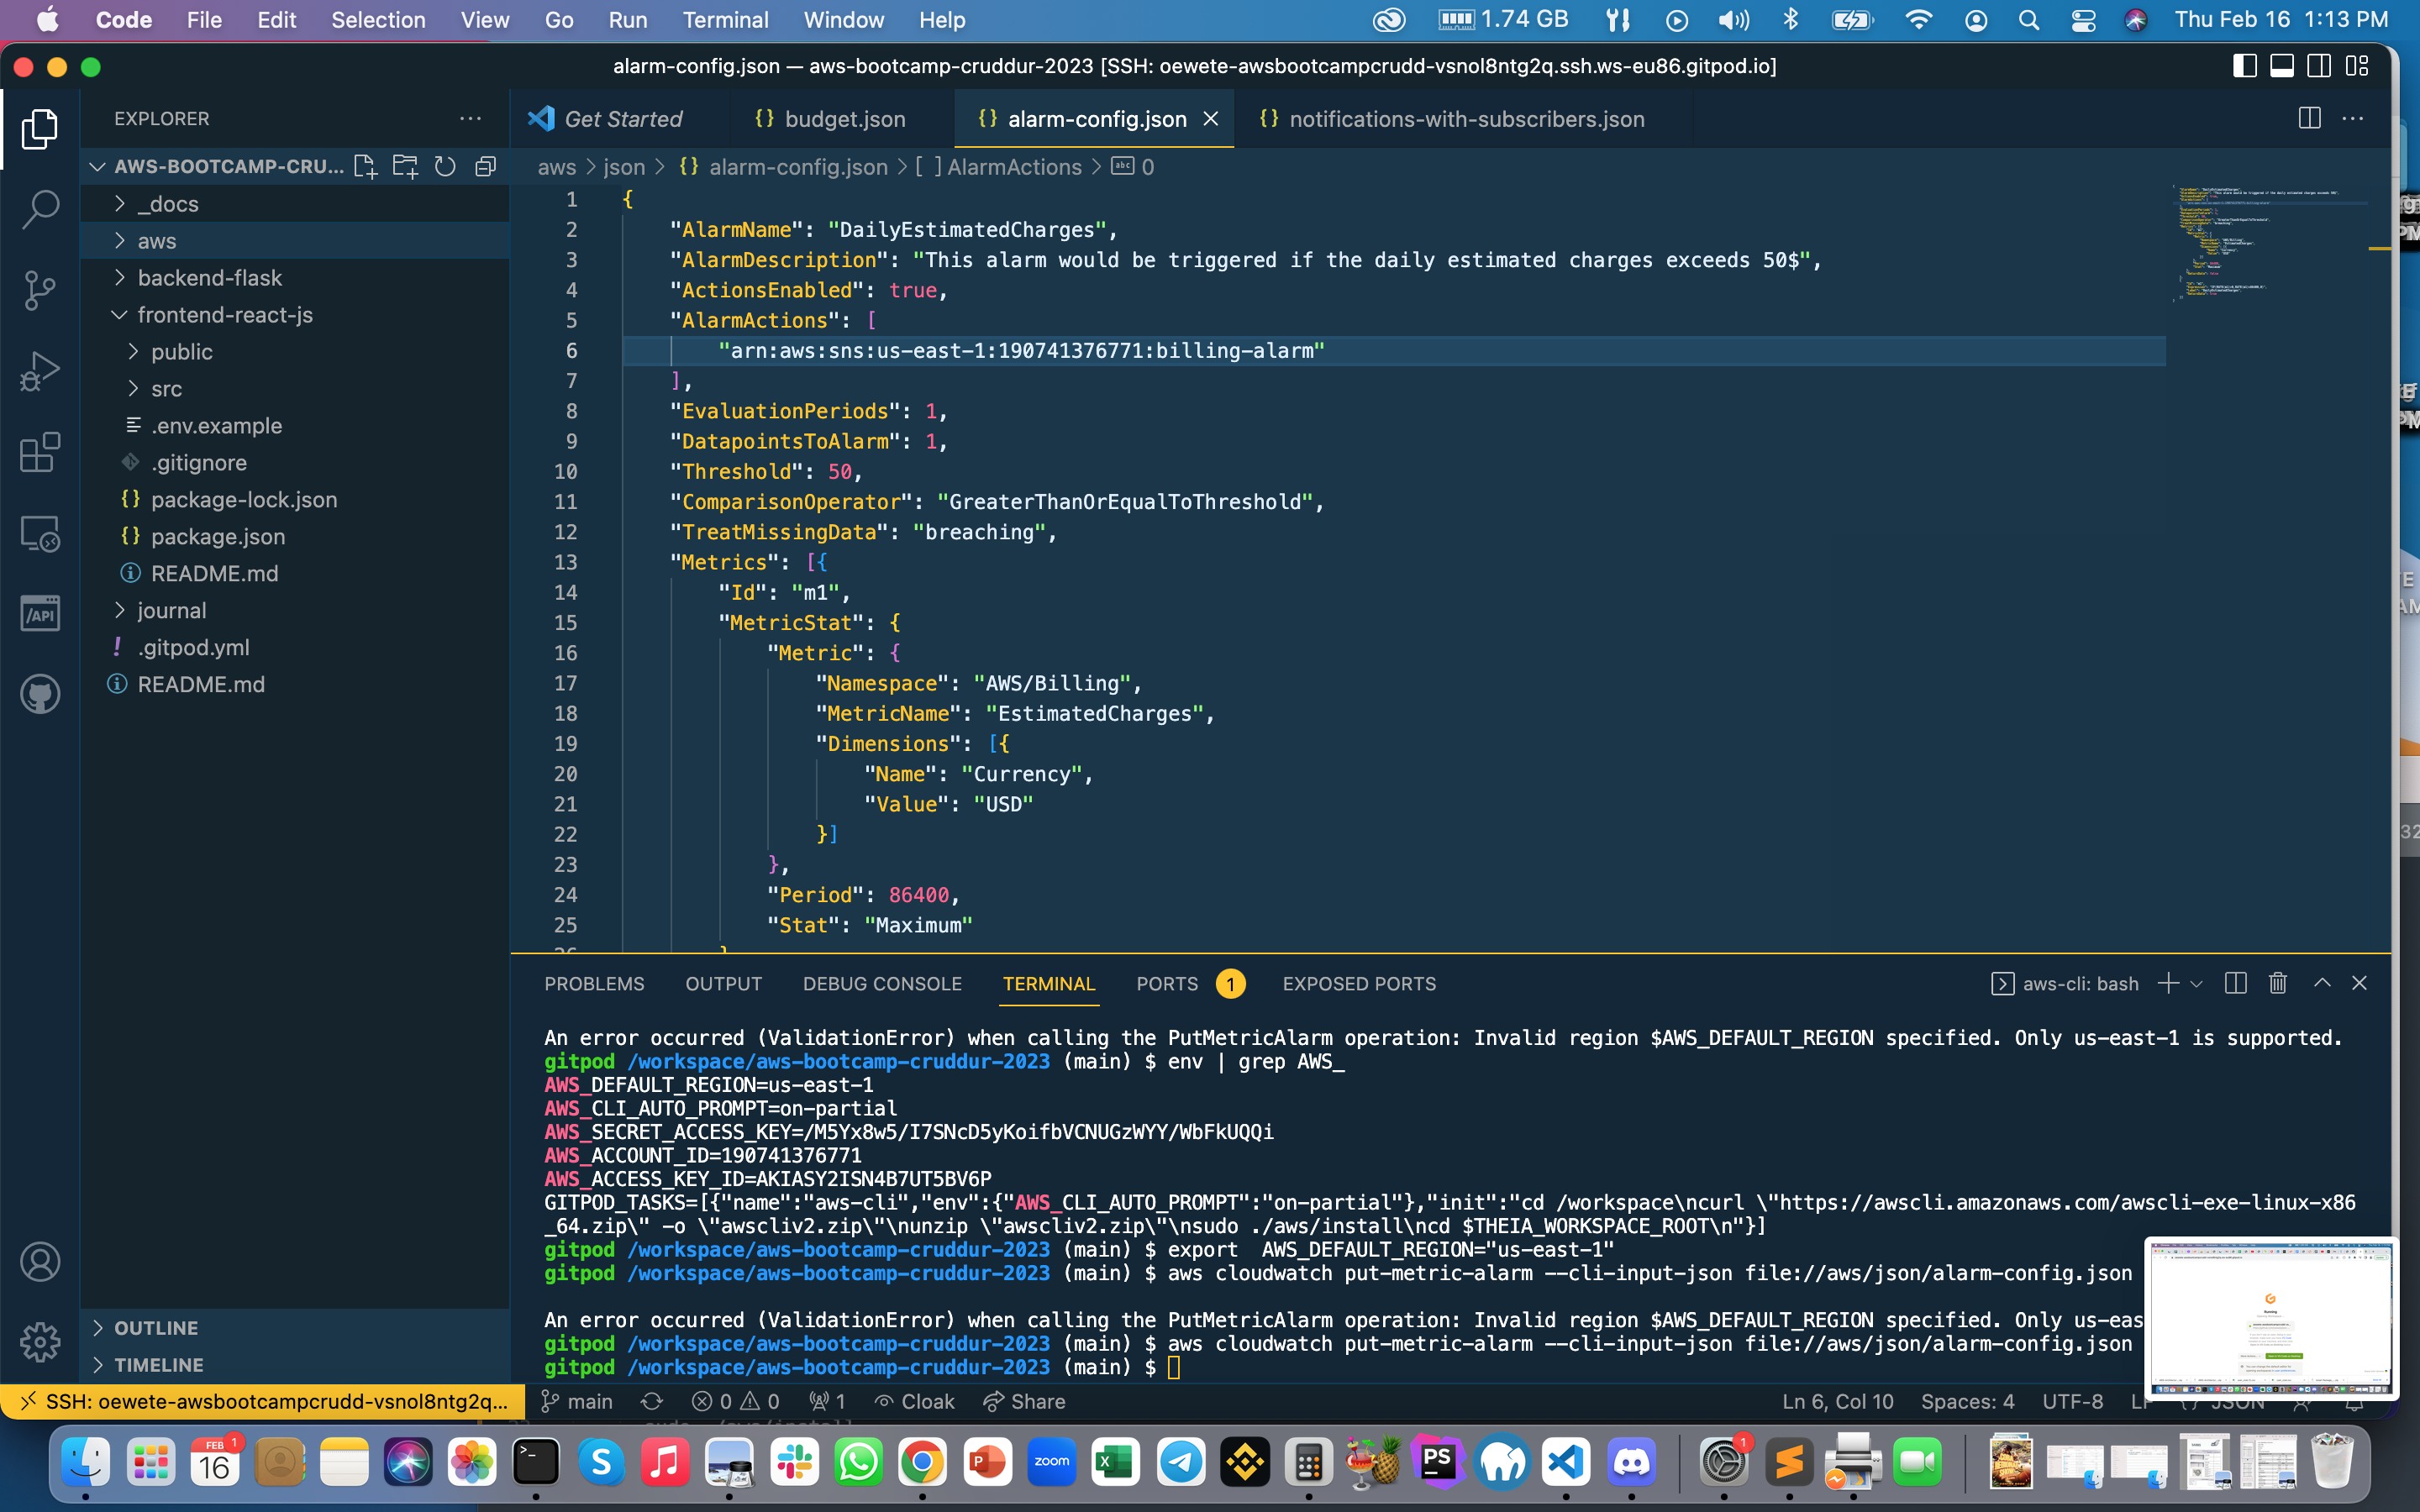 Code File Edit Selection View Go Run Terminal Window Help 1.74 GB Thu Feb 16 1:13 PM
alarm-config.json — aws-bootcamp-cruddur-2023 [SSH: oewete-awsbootcampcrudd-vsnol8ntg2q.ssh.ws-eu86.gitpod.io]
EXPLORER
AWS-BOOTCAMP-CRU...
_docs
aws
backend-flask
frontend-react-js
public
src
.env.example
.gitignore
package-lock.json
package.json
README.md
journal
.gitpod.yml
README.md
OUTLINE
TIMELINE
/API
Get Started budget.json alarm-config.json notifications-with-subscribers.json
aws > json > {} alarm-config.json > [ ] AlarmActions > abc 0
1 {
2 "AlarmName": "DailyEstimatedCharges",
3 "AlarmDescription": "This alarm would be triggered if the daily estimated charges exceeds 50$",
4 "ActionsEnabled": true,
5 "AlarmActions": [
6 "arn:aws:sns:us-east-1:190741376771:billing-alarm"
7 ],
8 "EvaluationPeriods": 1,
9 "DatapointsToAlarm": 1,
10 "Threshold": 50,
11 "ComparisonOperator": "GreaterThanOrEqualToThreshold",
12 "TreatMissingData": "breaching",
13 "Metrics": [{
14 "Id": "m1",
15 "MetricStat": {
16 "Metric": {
17 "Namespace": "AWS/Billing",
18 "MetricName": "EstimatedCharges",
19 "Dimensions": [{
20 "Name": "Currency",
21 "Value": "USD"
22 }]
23 },
24 "Period": 86400,
25 "Stat": "Maximum"
PROBLEMS OUTPUT DEBUG CONSOLE TERMINAL PORTS 1 EXPOSED PORTS aws-cli: bash
An error occurred (ValidationError) when calling the PutMetricAlarm operation: Invalid region $AWS_DEFAULT_REGION specified. Only us-east-1 is supported.
gitpod /workspace/aws-bootcamp-cruddur-2023 (main) $ env | grep AWS_
AWS_DEFAULT_REGION=us-east-1
AWS_CLI_AUTO_PROMPT=on-partial
AWS_SECRET_ACCESS_KEY=/M5Yx8w5/I7SNcD5yKoifbVCNUGzWYY/WbFkUQQi
AWS_ACCOUNT_ID=190741376771
AWS_ACCESS_KEY_ID=AKIASY2ISN4B7UT5BV6P
GITPOD_TASKS=[{"name":"aws-cli","env":{"AWS_CLI_AUTO_PROMPT":"on-partial"},"init":"cd /workspace\ncurl \"https://awscli.amazonaws.com/awscli-exe-linux-x86
_64.zip\" -o \"awscliv2.zip\"\nunzip \"awscliv2.zip\"\nsudo ./aws/install\ncd $THEIA_WORKSPACE_ROOT\n"}]
gitpod /workspace/aws-bootcamp-cruddur-2023 (main) $ export  AWS_DEFAULT_REGION="us-east-1"
gitpod /workspace/aws-bootcamp-cruddur-2023 (main) $ aws cloudwatch put-metric-alarm --cli-input-json file://aws/json/alarm-config.json
An error occurred (ValidationError) when calling the PutMetricAlarm operation: Invalid region $AWS_DEFAULT_REGION specified. Only us-eas
gitpod /workspace/aws-bootcamp-cruddur-2023 (main) $ aws cloudwatch put-metric-alarm --cli-input-json file://aws/json/alarm-config.json
gitpod /workspace/aws-bootcamp-cruddur-2023 (main) $
SSH: oewete-awsbootcampcrudd-vsnol8ntg2q... main 0 0 1 Cloak Share Ln 6, Col 10 Spaces: 4 UTF-8 LF {} JSON
FEB 16 1 zoom PS 1